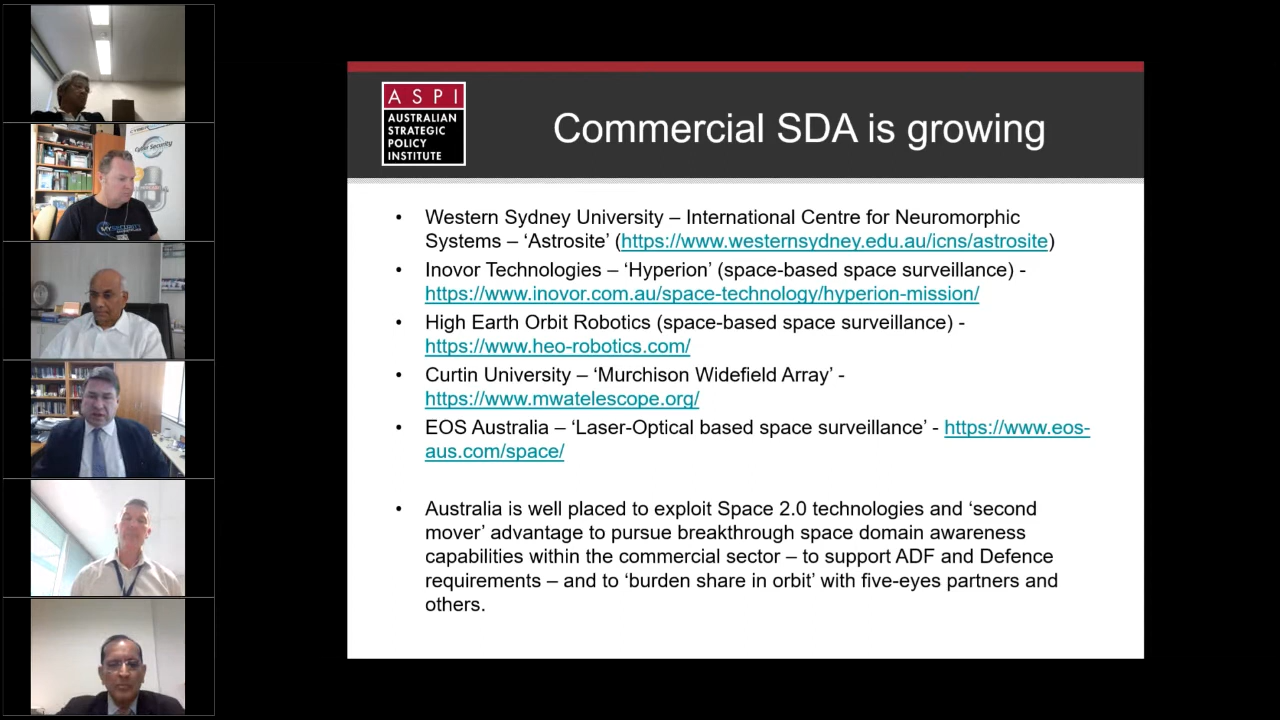 A S P I
AUSTRALIAN
STRATEGIC
POLICY
INSTITUTE
Commercial SDA is growing
• Western Sydney University – International Centre for Neuromorphic
Systems – ‘Astrosite’ (https://www.westernsydney.edu.au/icns/astrosite)
• Inovor Technologies – ‘Hyperion’ (space-based space surveillance) -
https://www.inovor.com.au/space-technology/hyperion-mission/
• High Earth Orbit Robotics (space-based space surveillance) -
https://www.heo-robotics.com/
• Curtin University – ‘Murchison Widefield Array’ -
https://www.mwatelescope.org/
• EOS Australia – ‘Laser-Optical based space surveillance’ - https://www.eos-
aus.com/space/
• Australia is well placed to exploit Space 2.0 technologies and ‘second
mover’ advantage to pursue breakthrough space domain awareness
capabilities within the commercial sector – to support ADF and Defence
requirements – and to ‘burden share in orbit’ with five-eyes partners and
others.
Cyber Security
MYSECURITY